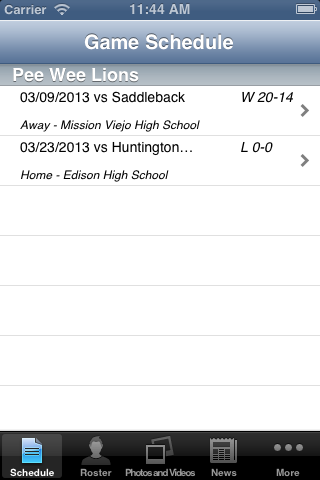 Carrier 11:44 AM
Game Schedule
Pee Wee Lions
03/09/2013 vs Saddleback W 20-14
Away - Mission Viejo High School
03/23/2013 vs Huntington... L 0-0
Home - Edison High School
Schedule Roster Photos and Videos News More